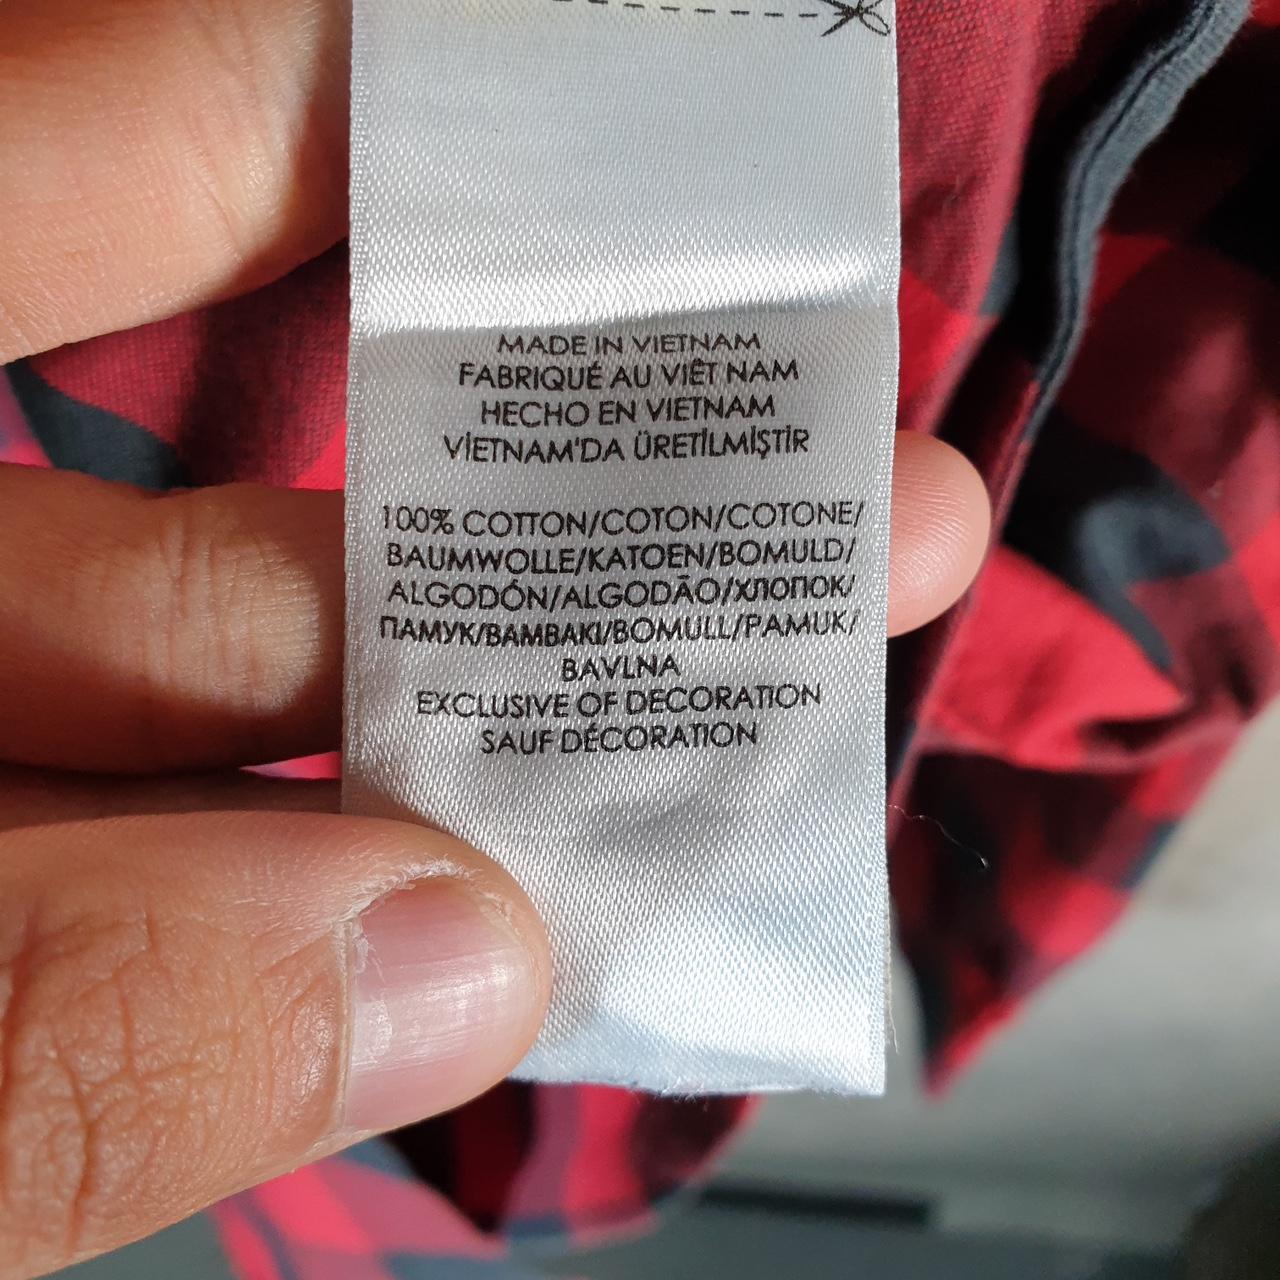 MADE IN VIETNAM
FABRIQUÉ AU VIÊT NAM
HECHO EN VIETNAM
VİETNAM'DA ÜRETİLMİŞTİR
100% COTTON/COTON/COTONE/
BAUMWOLLE/KATOEN/BOMULD/
ALGODÓN/ALGODÃO/ХЛОПОК/
ПАМУК/BAMBAKI/BOMULL/PAMUK/
BAVLNA
EXCLUSIVE OF DECORATION
SAUF DÉCORATION